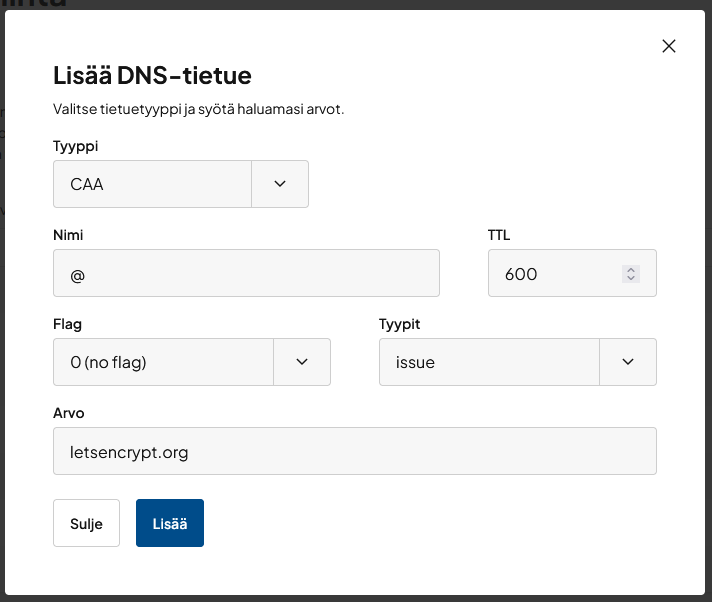 Lisää DNS-tietue
Valitse tietuetyyppi ja syötä haluamasi arvot.
Tyyppi
CAA
Nimi
TTL
@
600
Flag
Tyypit
0 (no flag)
issue
Arvo
letsencrypt.org
Sulje
Lisää